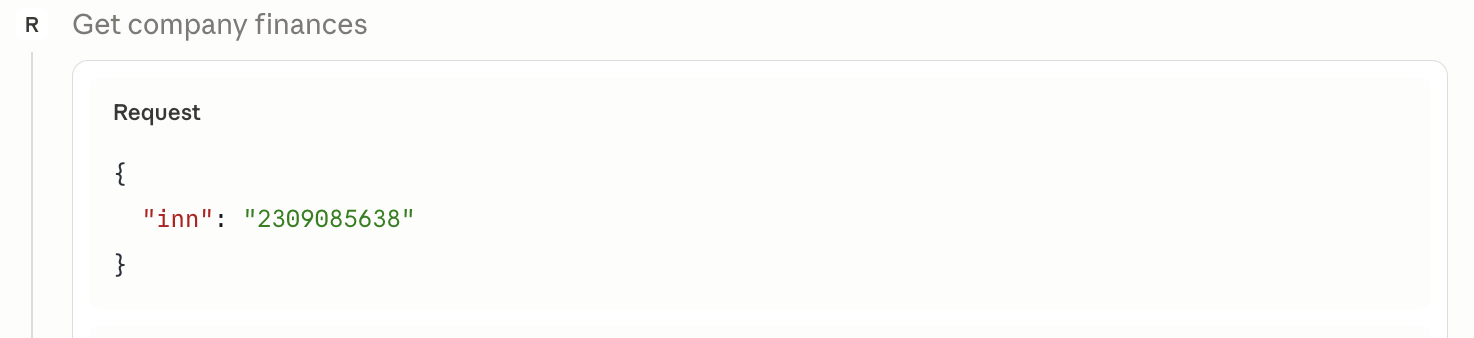 R Get company finances
Request
{
"inn": "2309085638"
}